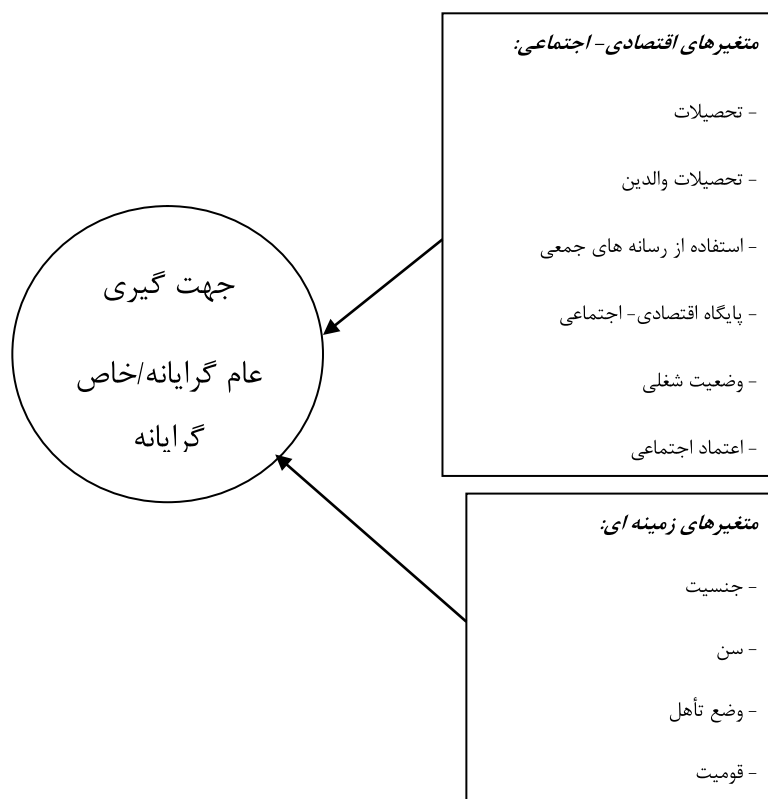 متغیرهای اقتصادی- اجتماعی:
- تحصیلات
- تحصیلات والدین
- استفاده از رسانه های جمعی
- پایگاه اقتصادی- اجتماعی
- وضعیت شغلی
- اعتماد اجتماعی
جهت گیری
عام گرایانه/خاص
گرایانه
متغیرهای زمینه ای:
- جنسیت
- سن
- وضع تأهل
- قومیت